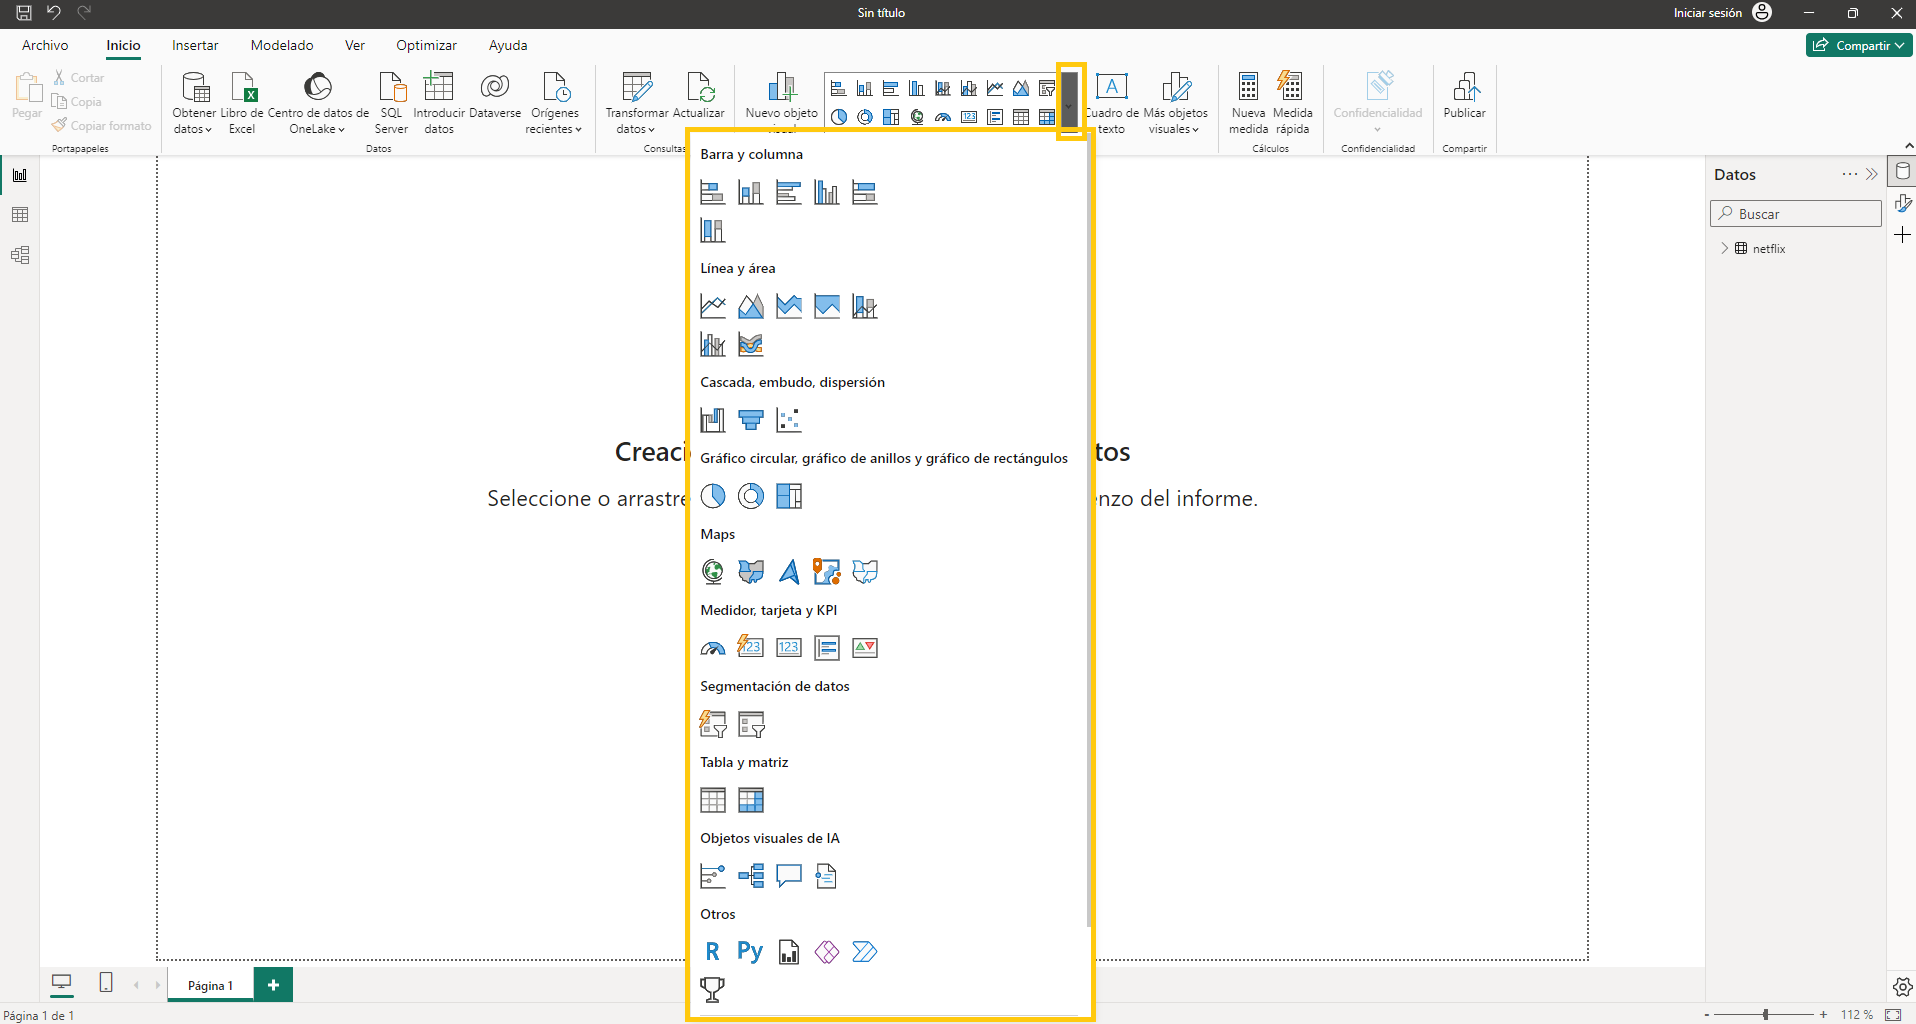 Sin título
Iniciar sesión
Archivo
Inicio
Insertar
Modelado
Ver
Optimizar
Ayuda
Compartir
Pegar
Cortar
Copia
Copiar formato
Portapapeles
Obtener
datos
Libro de
Excel
Centro de datos de
OneLake
SQL
Server
Introducir
datos
Dataverse
Orígenes
recientes
Datos
Transformar
datos
Actualizar
Consultas
Nuevo objeto
Cuadro de
texto
Más objetos
visuales
Nueva
medida
Medida
rápida
Cálculos
Confidencialidad
Confidencialidad
Publicar
Compartir
Barra y columna
Línea y área
Cascada, embudo, dispersión
Gráfico circular, gráfico de anillos y gráfico de rectángulos
Maps
Medidor, tarjeta y KPI
123
123
Segmentación de datos
Tabla y matriz
Objetos visuales de IA
Otros
R
Py
Creaci
tos
Seleccione o arrastre
nzo del informe.
Datos
Buscar
netflix
Página 1
Página 1 de 1
112 %